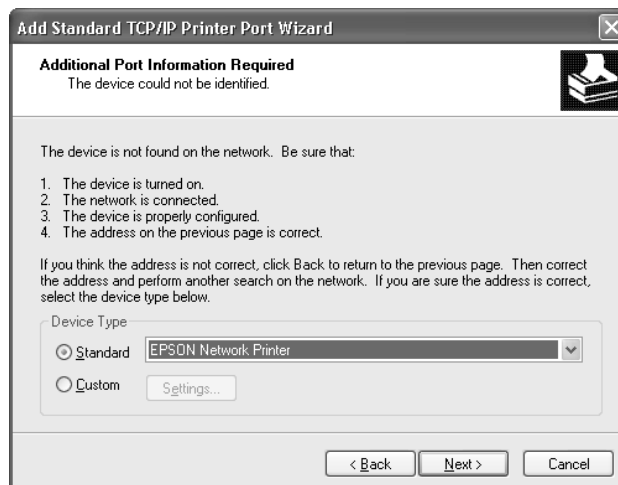 Add Standard TCP/IP Printer Port Wizard
Additional Port Information Required
The device could not be identified.
The device is not found on the network. Be sure that:
1. The device is turned on.
2. The network is connected.
3. The device is properly configured.
4. The address on the previous page is correct.
If you think the address is not correct, click Back to return to the previous page. Then correct
the address and perform another search on the network. If you are sure the address is correct,
select the device type below.
Device Type
Standard EPSON Network Printer
Custom Settings...
< Back Next > Cancel